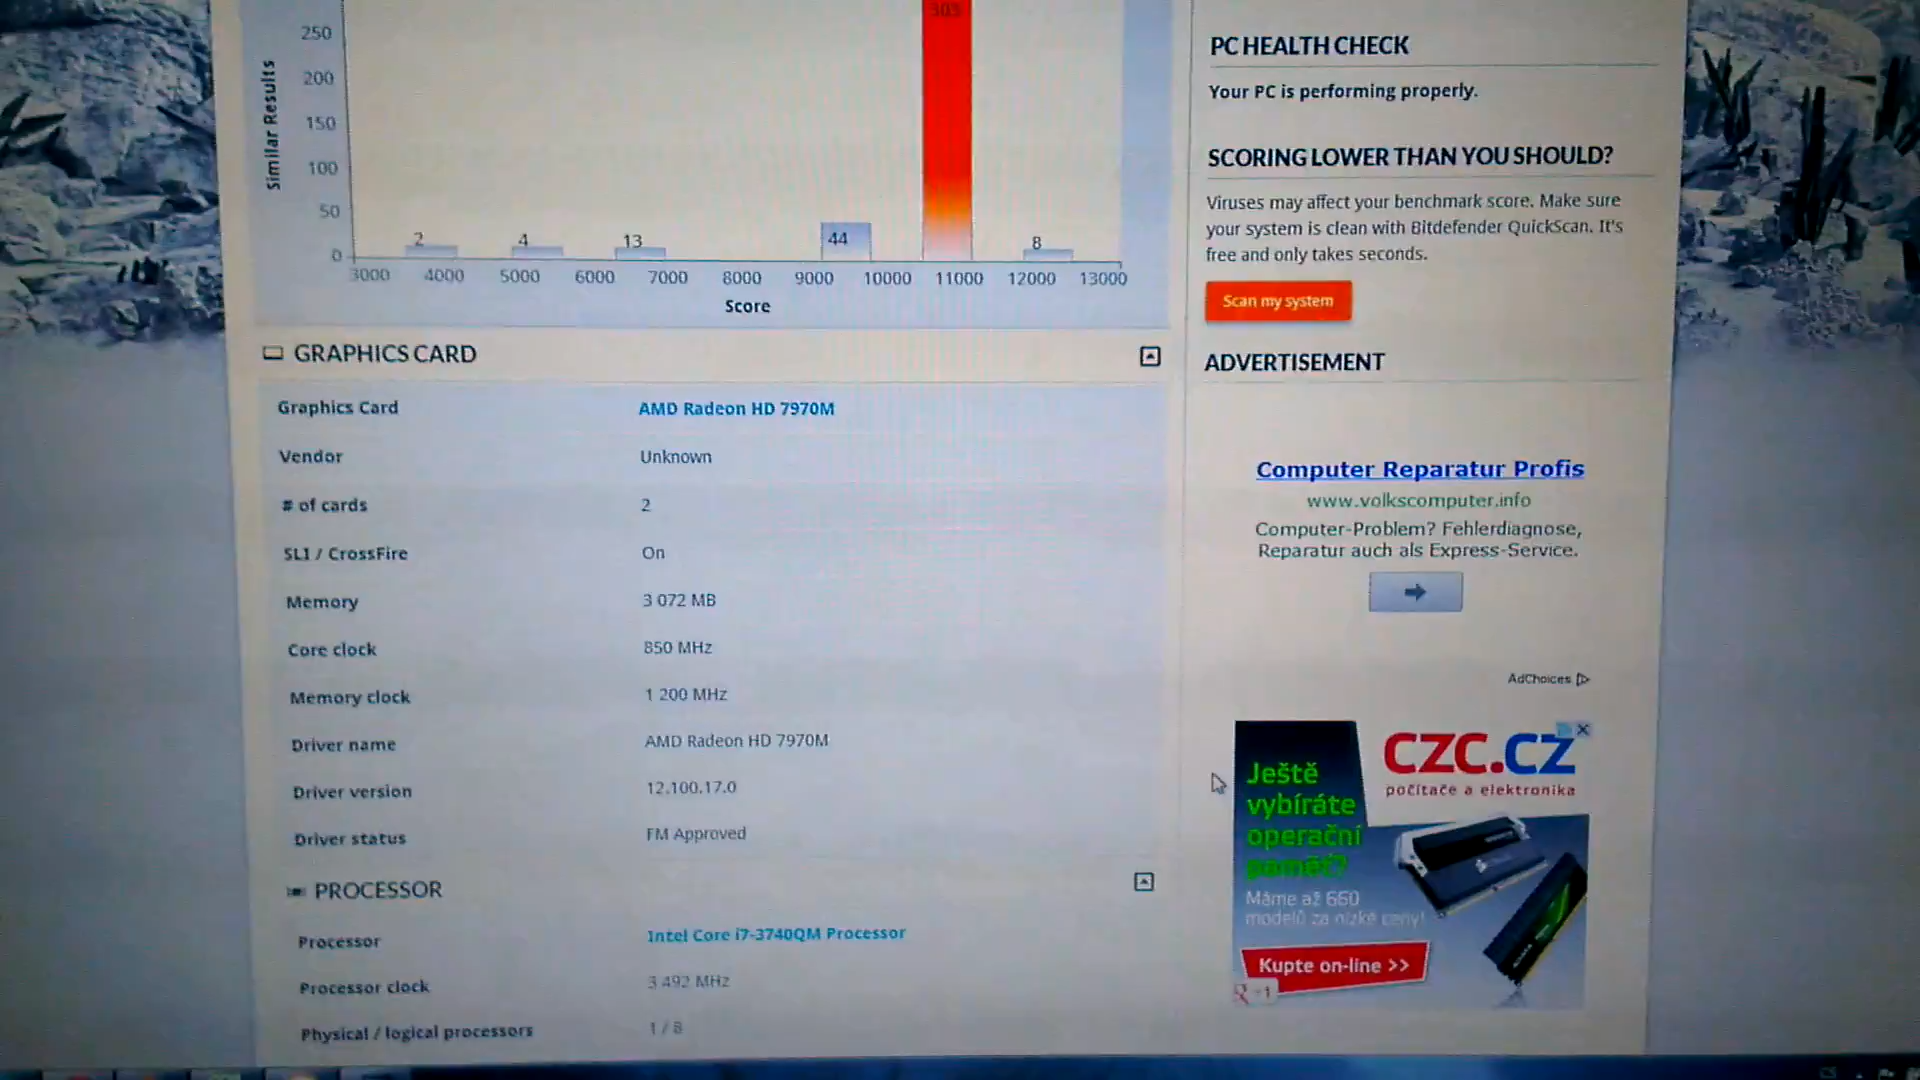 250
200
150
100
50
0
Similar Results
303
2
4
13
44
8
3000 4000 5000 6000 7000 8000 9000 10000 11000 12000 13000
Score
GRAPHICS CARD
Graphics Card AMD Radeon HD 7970M
Vendor Unknown
# of cards 2
SLI / CrossFire On
Memory 3 072 MB
Core clock 850 MHz
Memory clock 1 200 MHz
Driver name AMD Radeon HD 7970M
Driver version 12.100.17.0
Driver status FM Approved
PROCESSOR
Processor Intel Core i7-3740QM Processor
Processor clock 3 492 MHz
Physical / logical processors 1 / 8
PC HEALTH CHECK
Your PC is performing properly.
SCORING LOWER THAN YOU SHOULD?
Viruses may affect your benchmark score. Make sure
your system is clean with Bitdefender QuickScan. It's
free and only takes seconds.
Scan my system
ADVERTISEMENT
Computer Reparatur Profis
www.volkscomputer.info
Computer-Problem? Fehlerdiagnose,
Reparatur auch als Express-Service.
AdChoices
CZC.CZ
počítače a elektronika
Ještě
vybíráte
operační
paměť?
Máme až 660
modelů za nízké ceny!
Kupte on-line >>
+1
CS